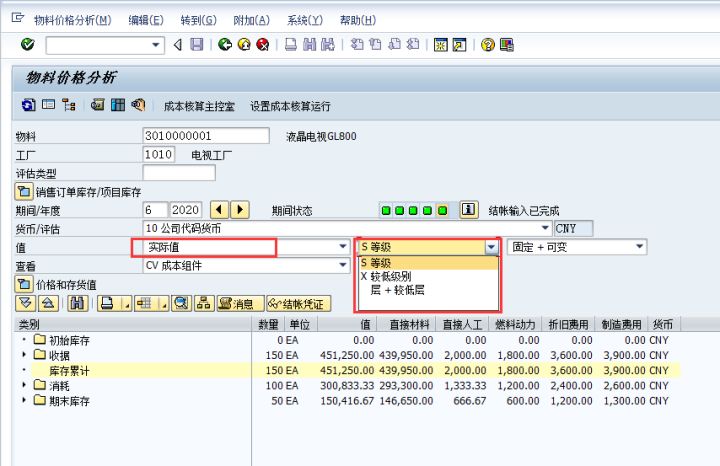 物料价格分析(M) 编辑(E) 转到(G) 附加(A) 系统(Y) 帮助(H)
物料价格分析
成本核算主控室 设置成本核算运行
物料 3010000001 液晶电视GL800
工厂 1010 电视工厂
评估类型
销售订单库存/项目库存
期间/年度 6 2020 期间状态 结帐输入已完成
货币/评估 10 公司代码货币 CNY
值 实际值 S 等级 固定 + 可变
S 等级
查看 CV 成本组件 X 较低级别
层 + 较低层
价格和存货值
消息 结帐凭证
类别 数量 单位 值 直接材料 直接人工 燃料动力 折旧费用 制造费用 货币
初始库存 0 EA 0.00 0.00 0.00 0.00 0.00 0.00 CNY
收据 150 EA 451,250.00 439,950.00 2,000.00 1,800.00 3,600.00 3,900.00 CNY
库存累计 150 EA 451,250.00 439,950.00 2,000.00 1,800.00 3,600.00 3,900.00 CNY
消耗 100 EA 300,833.33 293,300.00 1,333.33 1,200.00 2,400.00 2,600.00 CNY
期末库存 50 EA 150,416.67 146,650.00 666.67 600.00 1,200.00 1,300.00 CNY